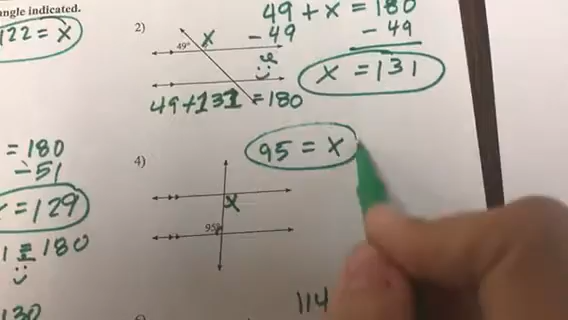 angle indicated.
122 = x
2)
49°
x
49 + x = 180
- 49
- 49
x = 131
49 + 131 = 180
= 180
- 51
= 129
= 180
130
4)
95°
x
95 = x
114